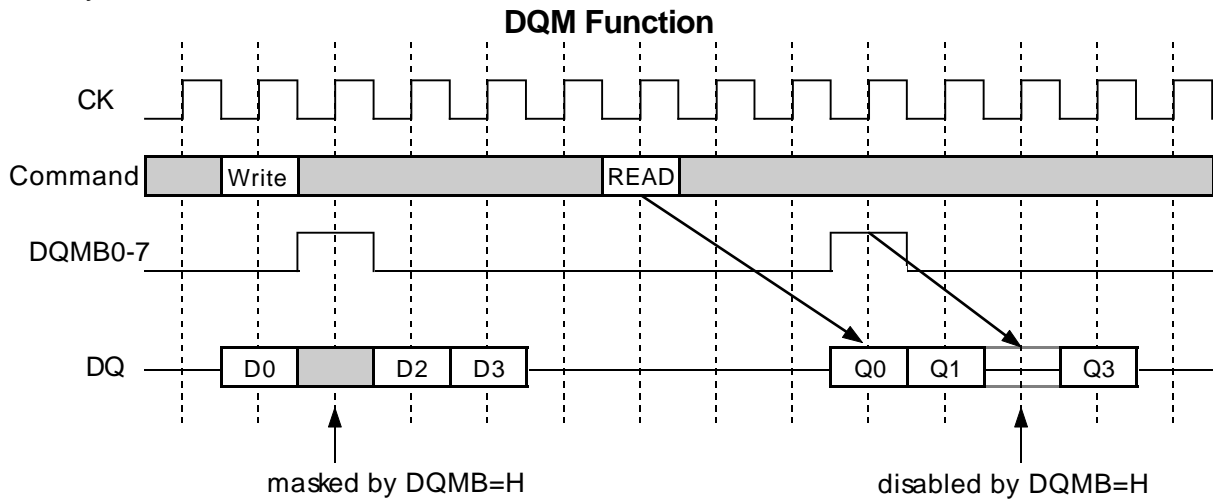 DQM Function
CK
Command Write READ
DQMB0-7
DQ D0 D2 D3 Q0 Q1 Q3
masked by DQMB=H disabled by DQMB=H